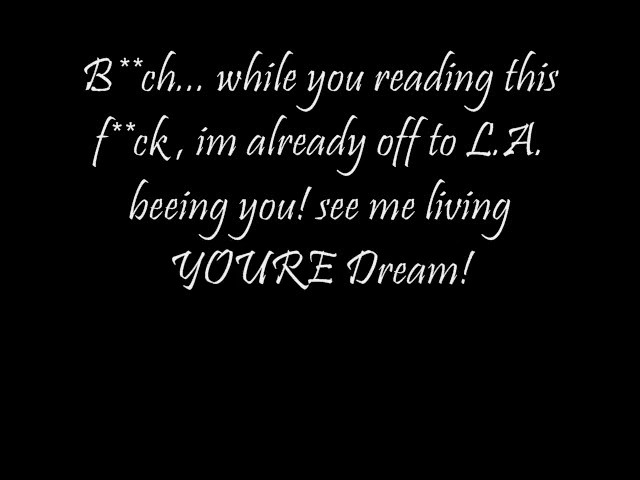 B**ch... while you reading this
f**ck , im already off to L.A.
beeing you! see me living
YOURE Dream!